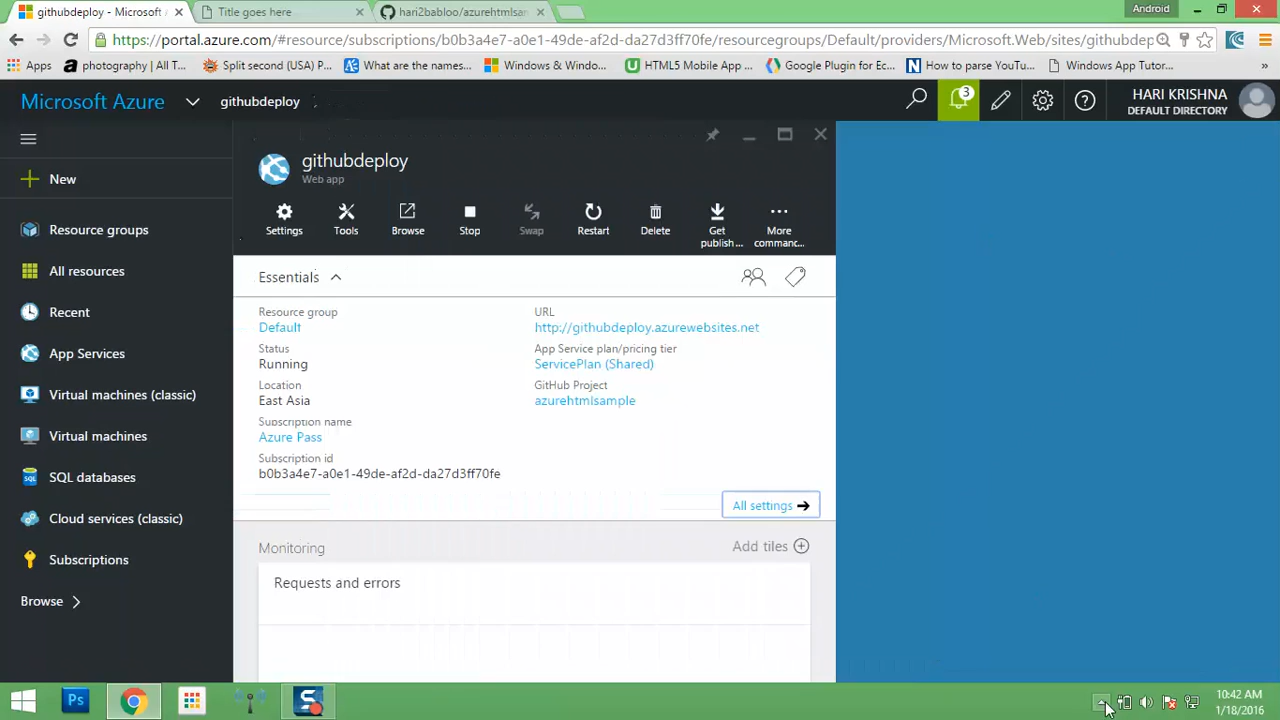 githubdeploy - Microsoft A
Title goes here
hari2babloo/azurehtmlsan
Android
https://portal.azure.com/#resource/subscriptions/b0b3a4e7-a0e1-49de-af2d-da27d3ff70fe/resourcegroups/Default/providers/Microsoft.Web/sites/githubdep
Apps
photography | All T...
Split second (USA) P...
What are the names...
Windows & Windo...
HTML5 Mobile App ...
Google Plugin for Ec...
How to parse YouTu...
Windows App Tutor...
»
Microsoft Azure
githubdeploy
3
HARI KRISHNA
DEFAULT DIRECTORY
New
Resource groups
All resources
Recent
App Services
Virtual machines (classic)
Virtual machines
SQL databases
Cloud services (classic)
Subscriptions
Browse
githubdeploy
Web app
Settings
Tools
Browse
Stop
Swap
Restart
Delete
Get
publish...
More
commanc...
Essentials
Resource group
Default
Status
Running
Location
East Asia
Subscription name
Azure Pass
Subscription id
b0b3a4e7-a0e1-49de-af2d-da27d3ff70fe
URL
http://githubdeploy.azurewebsites.net
App Service plan/pricing tier
ServicePlan (Shared)
GitHub Project
azurehtmlsample
All settings
Monitoring
Add tiles
Requests and errors
Ps
S
10:42 AM
1/18/2016